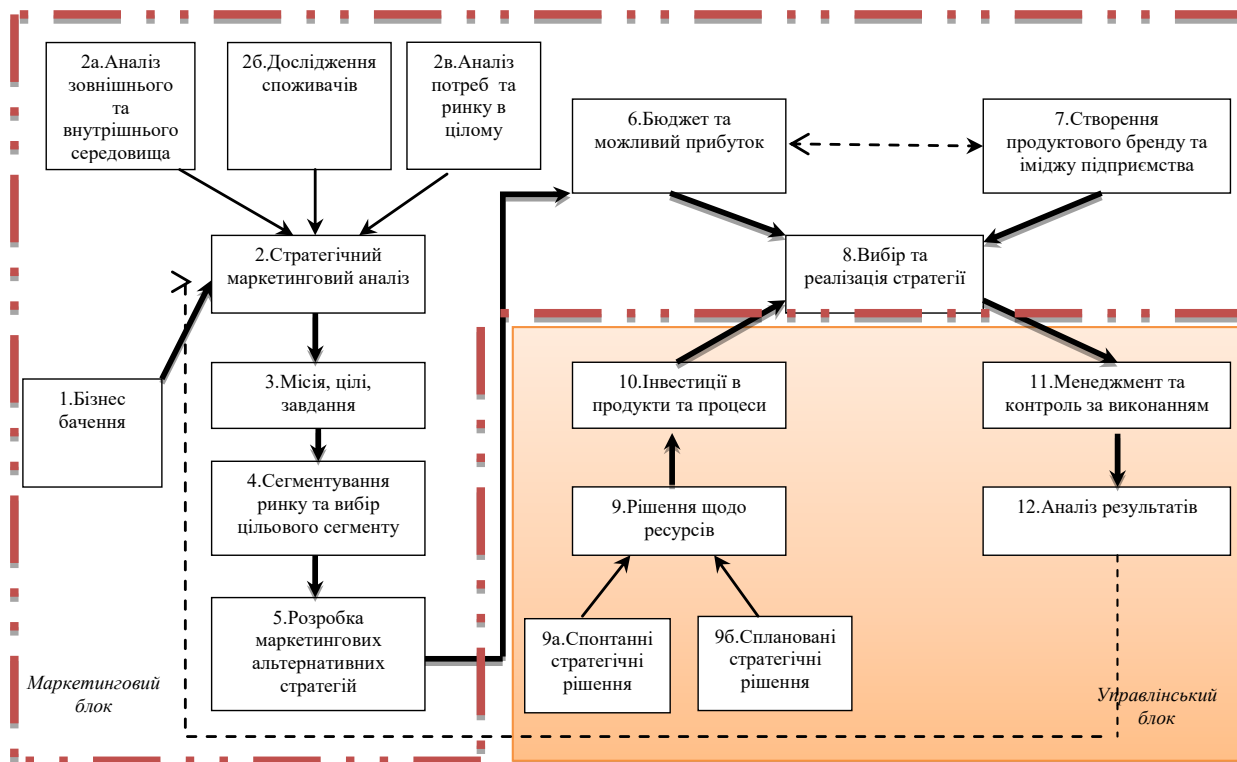 2а.Аналіз
зовнішнього
та
внутрішнього
середовища
2б.Дослідження
споживачів
2в.Аналіз
потреб та
ринку в
цілому
6.Бюджет та
можливий прибуток
7.Створення
продуктового бренду та
іміджу підприємства
2.Стратегічний
маркетинговий аналіз
8.Вибір та
реалізація стратегії
1.Бізнес
бачення
3.Місія, цілі,
завдання
10.Інвестиції в
продукти та процеси
11.Менеджмент та
контроль за виконанням
4.Сегментування
ринку та вибір
цільового сегменту
9.Рішення щодо
ресурсів
12.Аналіз результатів
5.Розробка
маркетингових
альтернативних
стратегій
9а.Спонтанні
стратегічні
рішення
9б.Сплановані
стратегічні
рішення
Маркетинговий
блок
Управлінський
блок